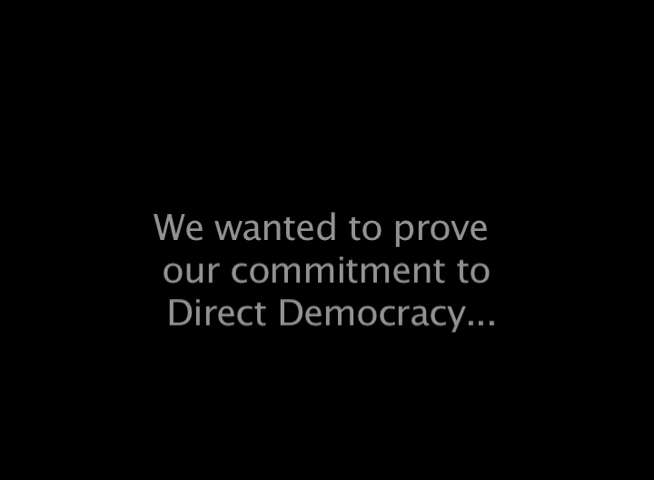 We wanted to prove
our commitment to
Direct Democracy...